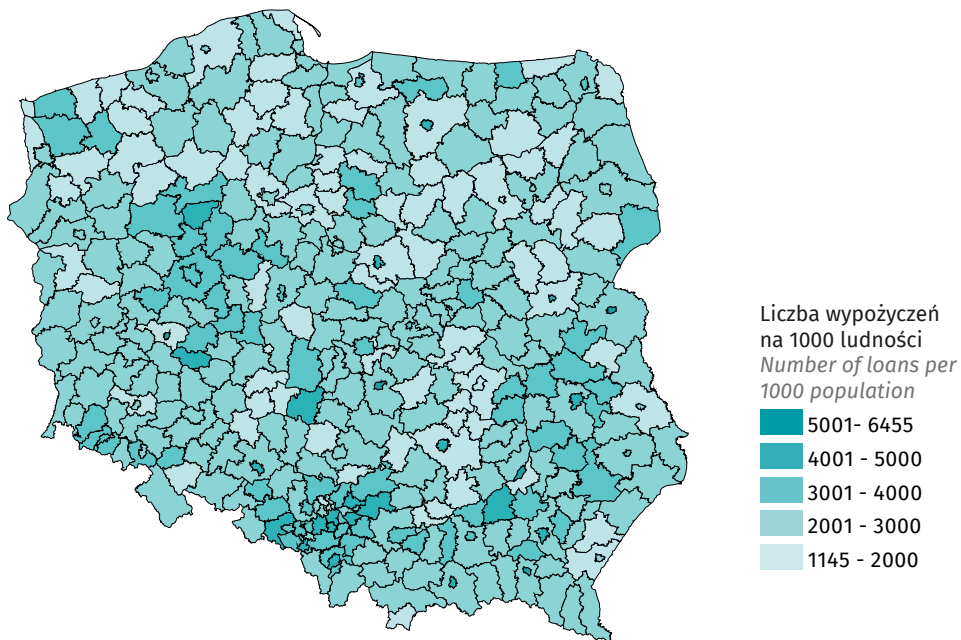 Liczba wypożyczeń
na 1000 ludności
Number of loans per
1000 population
5001- 6455
4001 - 5000
3001 - 4000
2001 - 3000
1145 - 2000